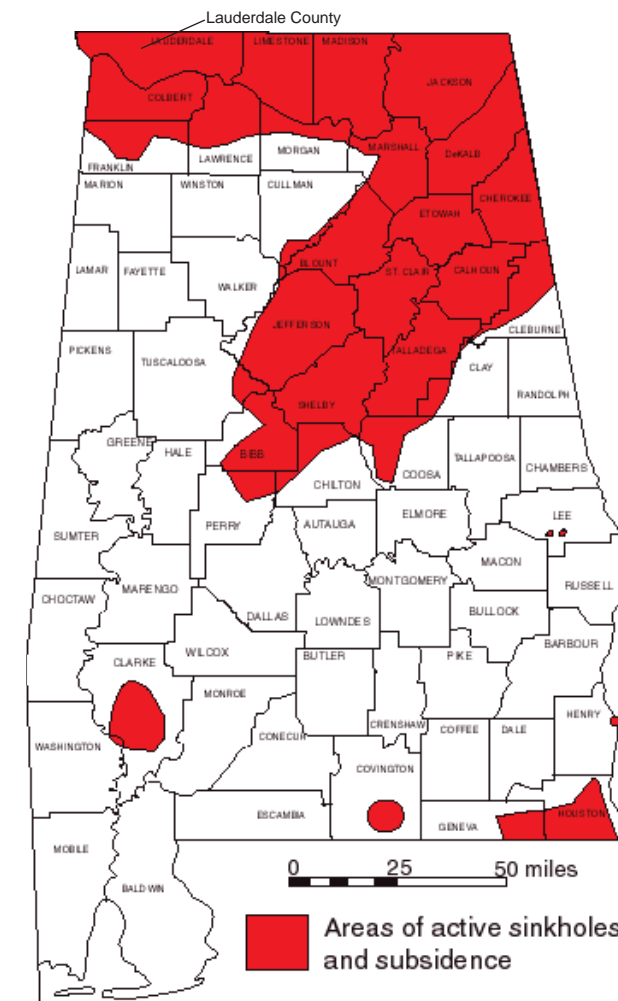 Lauderdale County
LAUDERDALE LIMESTONE MADISON
JACKSON
COLBERT
MARSHALL DeKALB
FRANKLIN LAWRENCE MORGAN
MARION WINSTON CULLMAN
CHEROKEE
ETOWAH
BLOUNT
ST. CLAIR CALHOUN
LAMAR FAYETTE
WALKER
JEFFERSON
CLEBURNE
PICKENS
TUSCALOOSA
TALLADEGA
CLAY
RANDOLPH
SHELBY
GREENE
HALE
BIBB
TALLAPOOSA
CHILTON
COOSA
CHAMBERS
PERRY
AUTAUGA
ELMORE
LEE
SUMTER
MACON
CHOCTAW
MARENGO
MONTGOMERY
RUSSELL
DALLAS
LOWNDES
BULLOCK
BARBOUR
CLARKE
WILCOX
BUTLER
PIKE
MONROE
CRENSHAW
COFFEE
DALE
HENRY
WASHINGTON
CONECUH
COVINGTON
ESCAMBIA
GENEVA
HOUSTON
MOBILE
BALDWIN
0 25 50 miles
Areas of active sinkholes
and subsidence